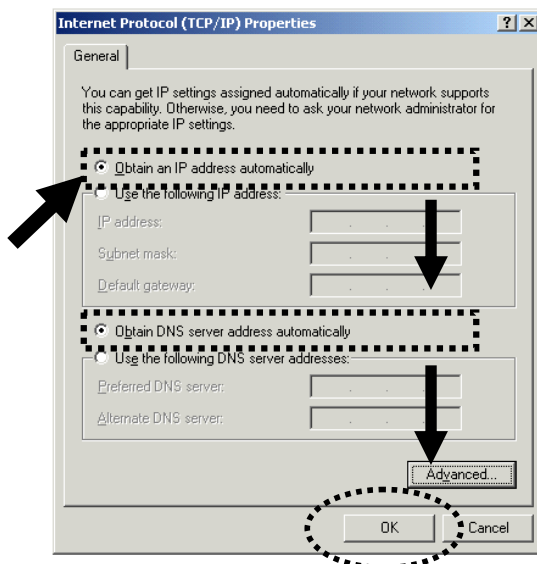 Internet Protocol (TCP/IP) Properties
General
You can get IP settings assigned automatically if your network supports
this capability. Otherwise, you need to ask your network administrator for
the appropriate IP settings.
Obtain an IP address automatically
Use the following IP address:
IP address:
Subnet mask:
Default gateway:
Obtain DNS server address automatically
Use the following DNS server addresses:
Preferred DNS server:
Alternate DNS server:
Advanced...
OK Cancel